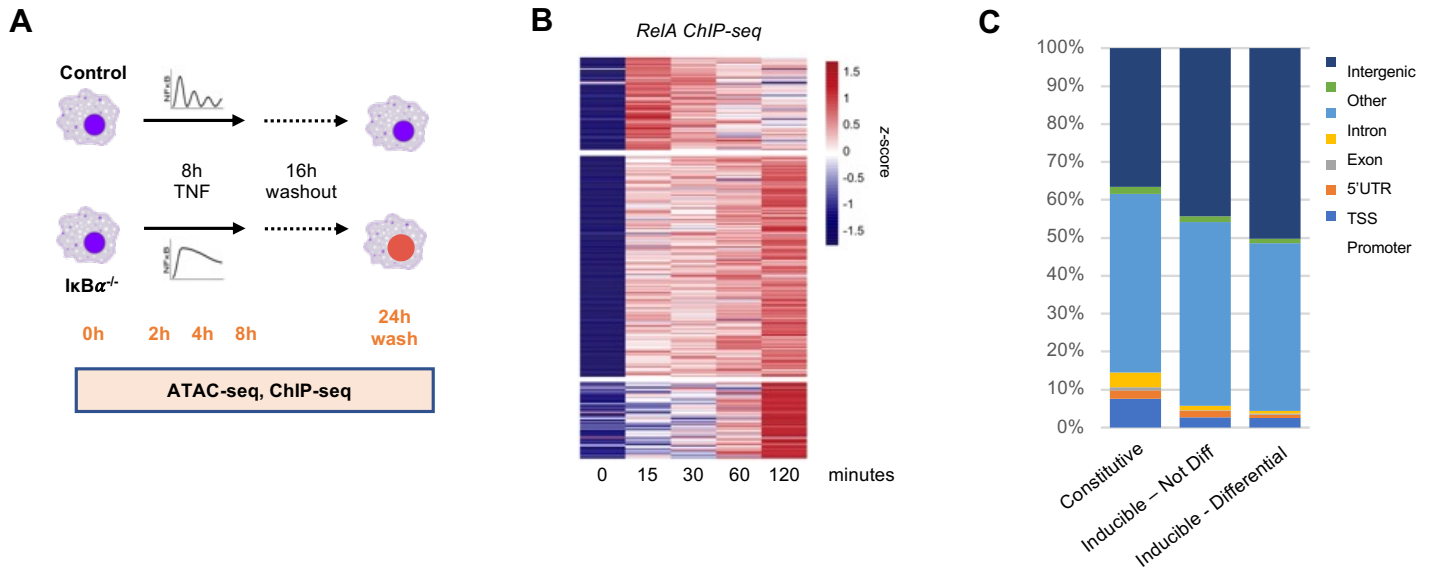 A
Control
NFκB
8h
TNF
16h
washout
NFκB
IκBα-/-
0h
2h
4h
8h
24h
wash
ATAC-seq, ChIP-seq
B
RelA ChIP-seq
1.5
1
0.5
0
-0.5
-1
-1.5
z-score
0 15 30 60 120 minutes
C
100%
90%
80%
70%
60%
50%
40%
30%
20%
10%
0%
Constitutive
Inducible – Not Diff
Inducible - Differential
Intergenic
Other
Intron
Exon
5'UTR
TSS
Promoter